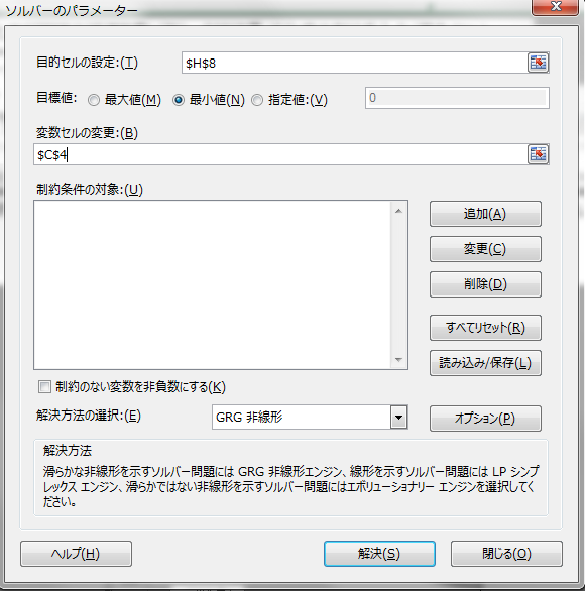 ソルバーのパラメーター
目的セルの設定:(T)
$H$8
目標値:
最大値(M)
最小値(N)
指定値:(V)
0
変数セルの変更:(B)
$C$4
制約条件の対象:(U)
追加(A)
変更(C)
削除(D)
すべてリセット(R)
読み込み/保存(L)
制約のない変数を非負数にする(K)
解決方法の選択:(E)
GRG 非線形
オプション(P)
解決方法
滑らかな非線形を示すソルバー問題には GRG 非線形エンジン、線形を示すソルバー問題には LP シンプ
レックス エンジン、滑らかではない非線形を示すソルバー問題にはエボリューショナリー エンジンを選択してく
ださい。
ヘルプ(H)
解決(S)
閉じる(O)